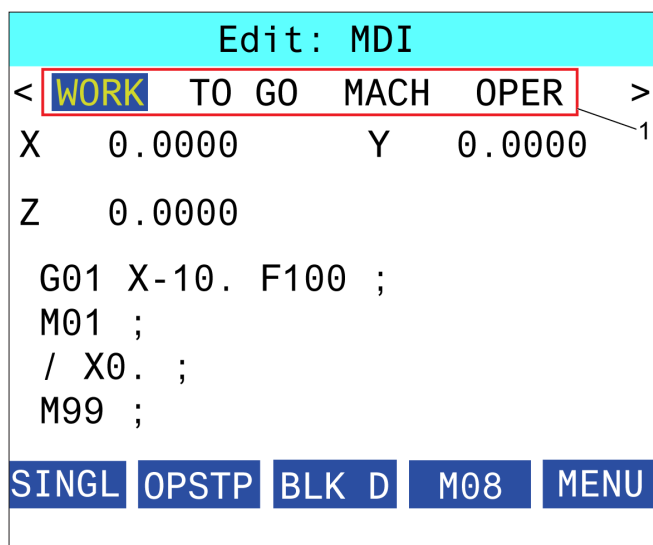 Edit: MDI
< WORK TO GO MACH OPER >
1
X 0.0000 Y 0.0000
Z 0.0000
G01 X-10. F100 ;
M01 ;
/ X0. ;
M99 ;
SINGL OPSTP BLK D M08 MENU